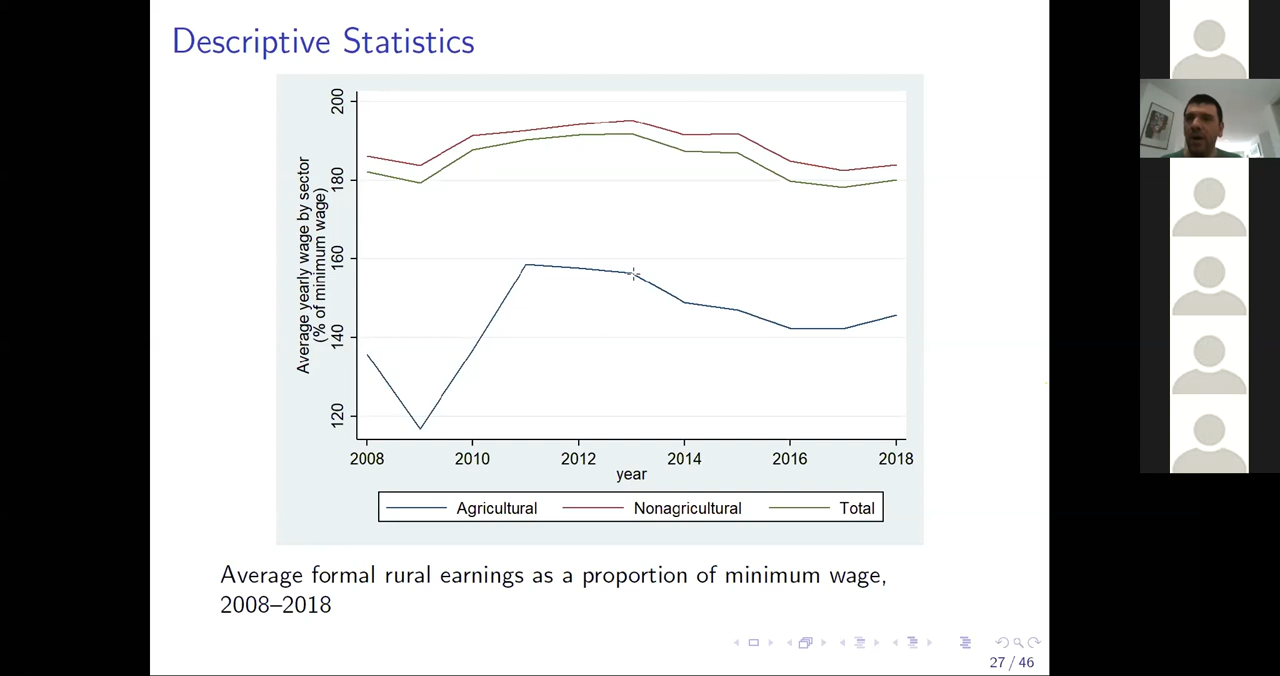 Descriptive Statistics
Average yearly wage by sector
(% of minimum wage)
200
180
160
140
120
2008
2010
2012
2014
2016
2018
year
Agricultural
Nonagricultural
Total
Average formal rural earnings as a proportion of minimum wage,
2008–2018
27 / 46